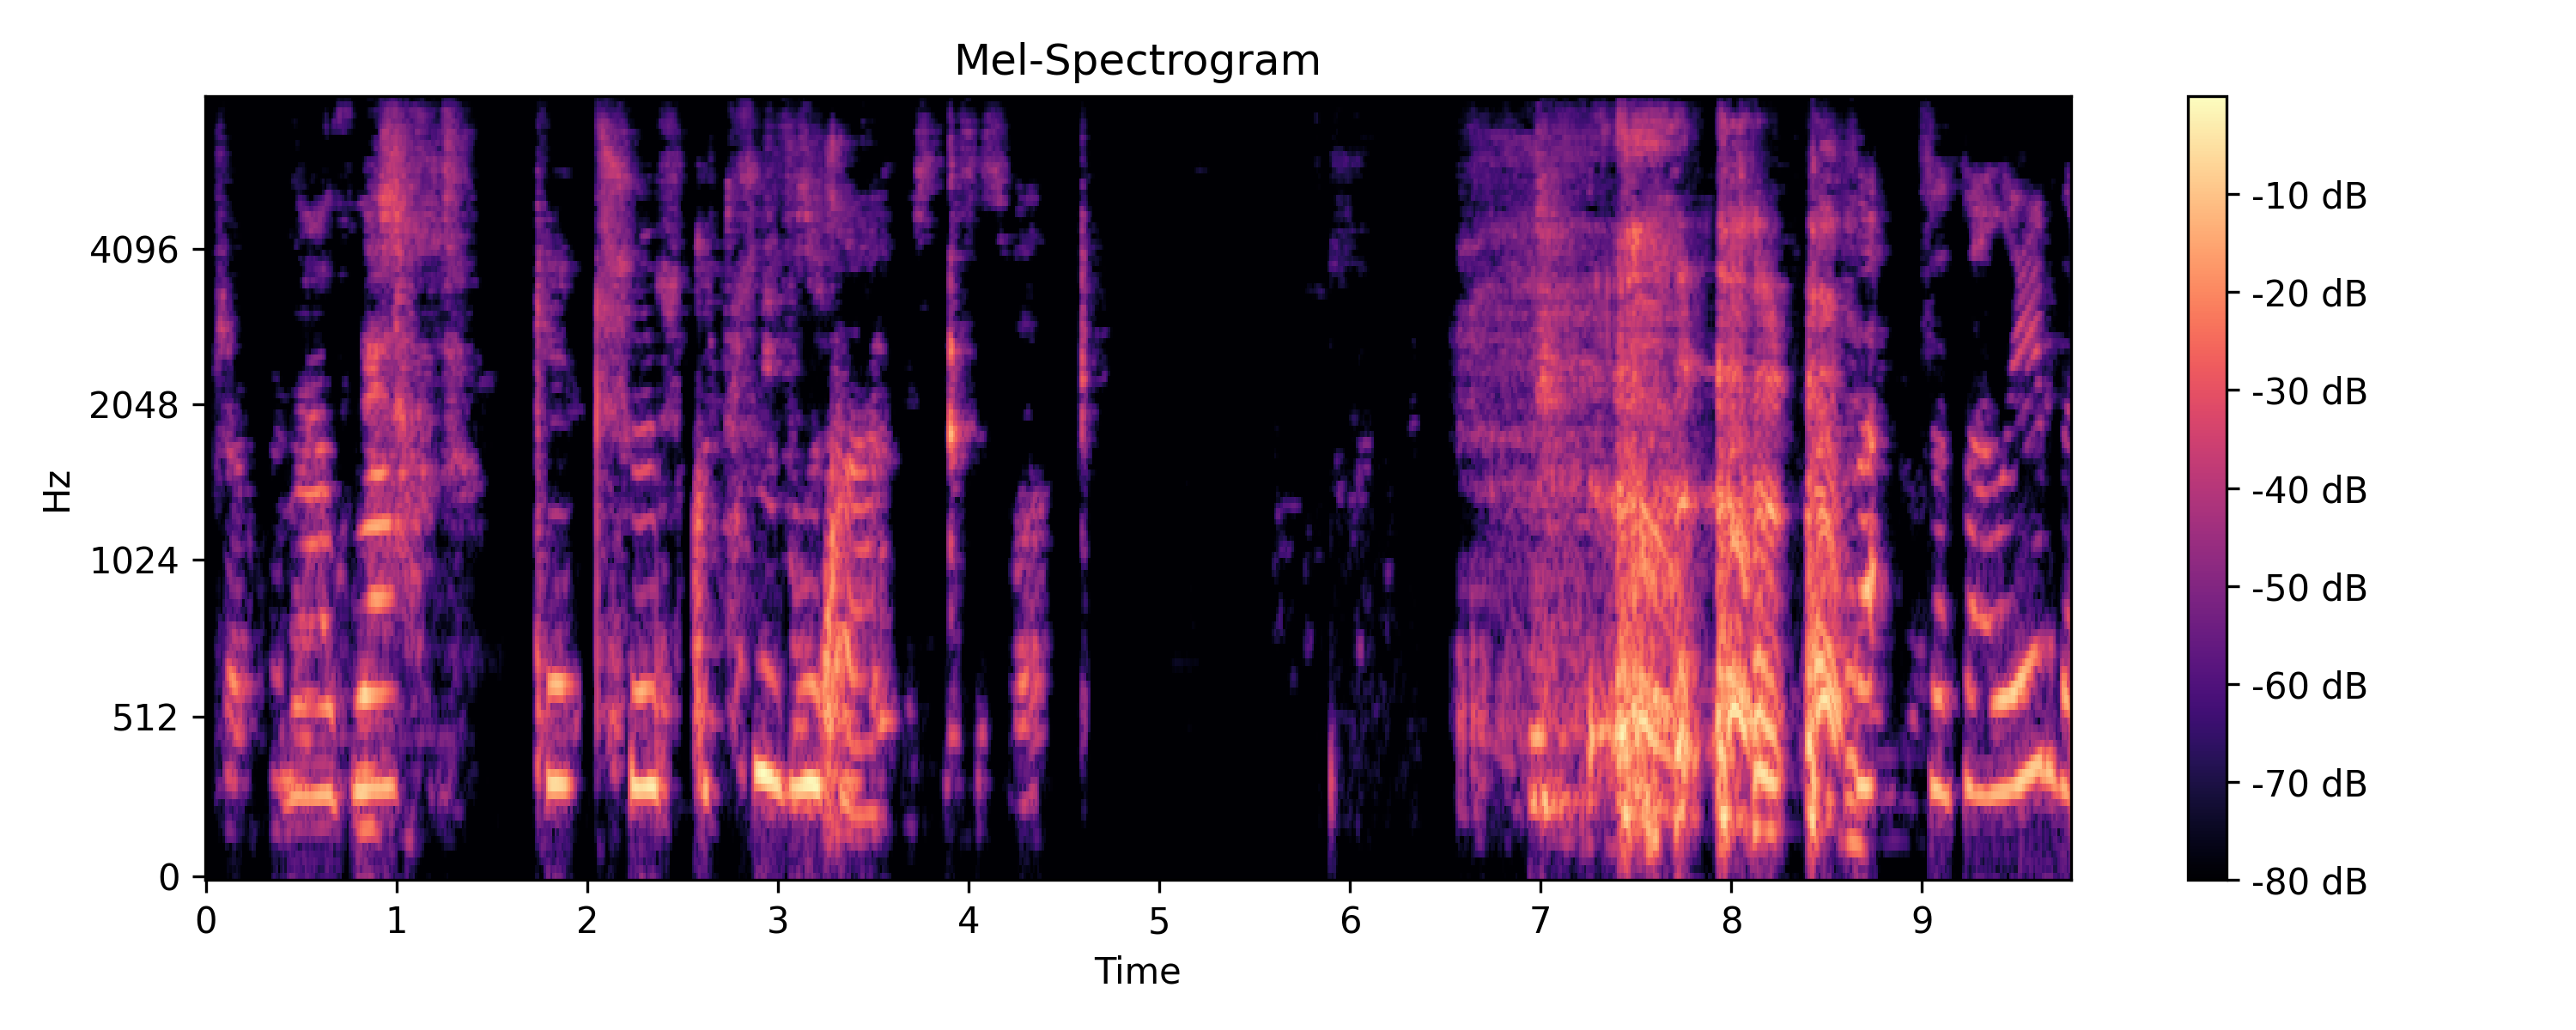 Mel-Spectrogram
Hz
4096
2048
1024
512
0
0 1 2 3 4 5 6 7 8 9
Time
-10 dB
-20 dB
-30 dB
-40 dB
-50 dB
-60 dB
-70 dB
-80 dB